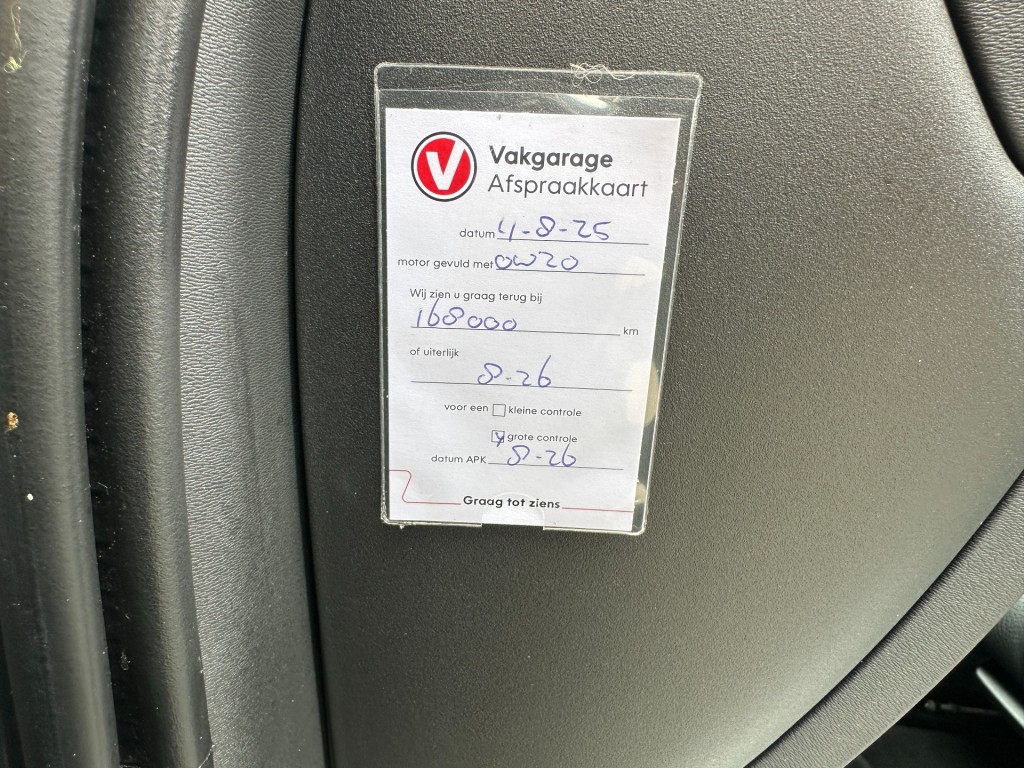 V Vakgarage
Afspraakkaart
datum 4-8-25
motor gevuld met 0W20
Wij zien u graag terug bij
168000 km
of uiterlijk
8-26
voor een kleine controle
grote controle
datum APK 8-26
Graag tot ziens